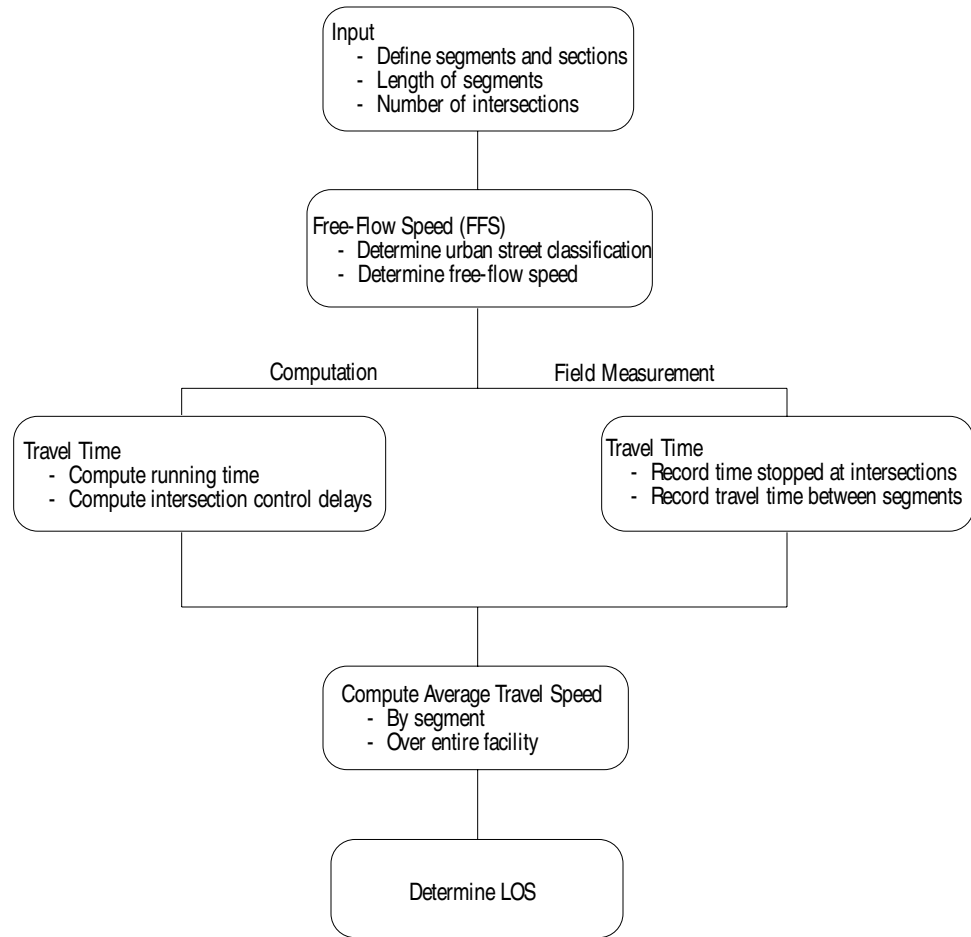 Input
- Define segments and sections
- Length of segments
- Number of intersections
Free-Flow Speed (FFS)
- Determine urban street classification
- Determine free-flow speed
Computation
Field Measurement
Travel Time
- Compute running time
- Compute intersection control delays
Travel Time
- Record time stopped at intersections
- Record travel time between segments
Compute Average Travel Speed
- By segment
- Over entire facility
Determine LOS